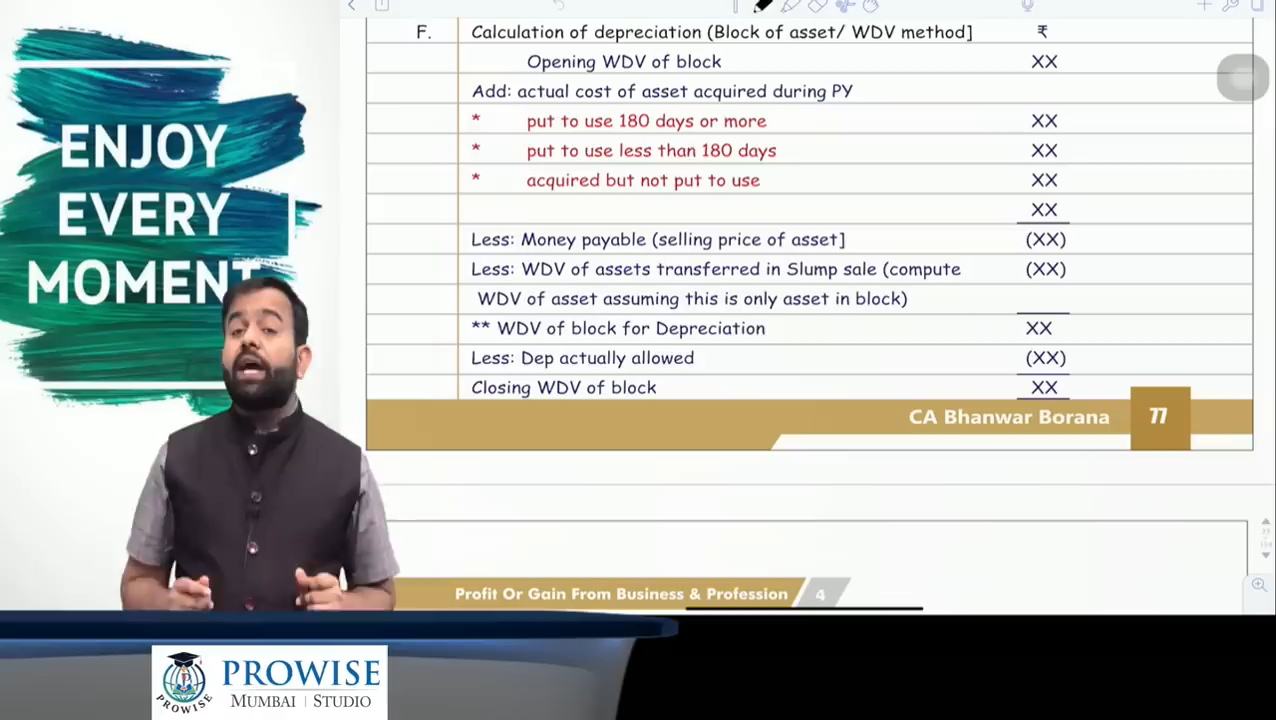 ENJOY
EVERY
MOMENT
F. Calculation of depreciation (Block of asset/ WDV method] ₹
Opening WDV of block XX
Add: actual cost of asset acquired during PY
* put to use 180 days or more XX
* put to use less than 180 days XX
* acquired but not put to use XX
XX
Less: Money payable (selling price of asset] (XX)
Less: WDV of assets transferred in Slump sale (compute (XX)
WDV of asset assuming this is only asset in block)
** WDV of block for Depreciation XX
Less: Dep actually allowed (XX)
Closing WDV of block XX
CA Bhanwar Borana 77
Profit Or Gain From Business & Profession 4
PROWISE
PROWISE
MUMBAI | STUDIO